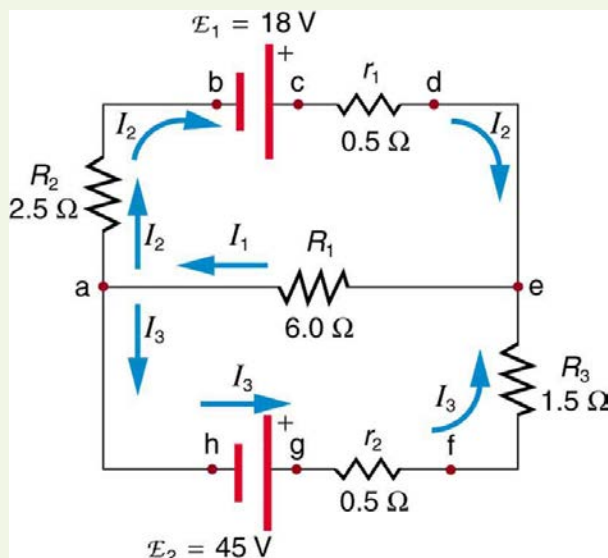 ℰ₁ = 18 V
+
b
c
r₁
d
0.5 Ω
I₂
I₂
R₂
2.5 Ω
I₂
I₁
R₁
a
e
6.0 Ω
I₃
R₃
1.5 Ω
I₃
I₃
+
h
g
r₂
f
0.5 Ω
ℰ₂ = 45 V